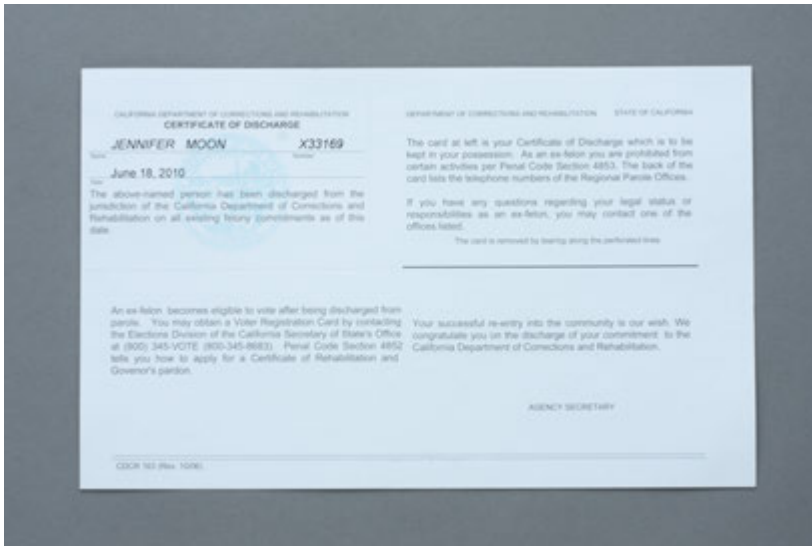 CALIFORNIA DEPARTMENT OF CORRECTIONS AND REHABILITATION
CERTIFICATE OF DISCHARGE
JENNIFER MOON X33169
Name Number
June 18, 2010
Date
The above-named person has been discharged from the
jurisdiction of the California Department of Corrections and
Rehabilitation on all existing felony commitments as of this
date.
DEPARTMENT OF CORRECTIONS AND REHABILITATION STATE OF CALIFORNIA
The card at left is your Certificate of Discharge which is to be
kept in your possession. As an ex-felon you are prohibited from
certain activities per Penal Code Section 4853. The back of the
card lists the telephone numbers of the Regional Parole Offices.
If you have any questions regarding your legal status or
responsibilities as an ex-felon, you may contact one of the
offices listed.
The card is removed by tearing along the perforated lines.
An ex-felon becomes eligible to vote after being discharged from
parole. You may obtain a Voter Registration Card by contacting
the Elections Division of the California Secretary of State's Office
at (800) 345-VOTE (800-345-8683). Penal Code Section 4852
tells you how to apply for a Certificate of Rehabilitation and
Govenor's pardon.
Your successful re-entry into the community is our wish. We
congratulate you on the discharge of your commitment to the
California Department of Corrections and Rehabilitation.
AGENCY SECRETARY
CDCR 163 (Rev. 10/06)